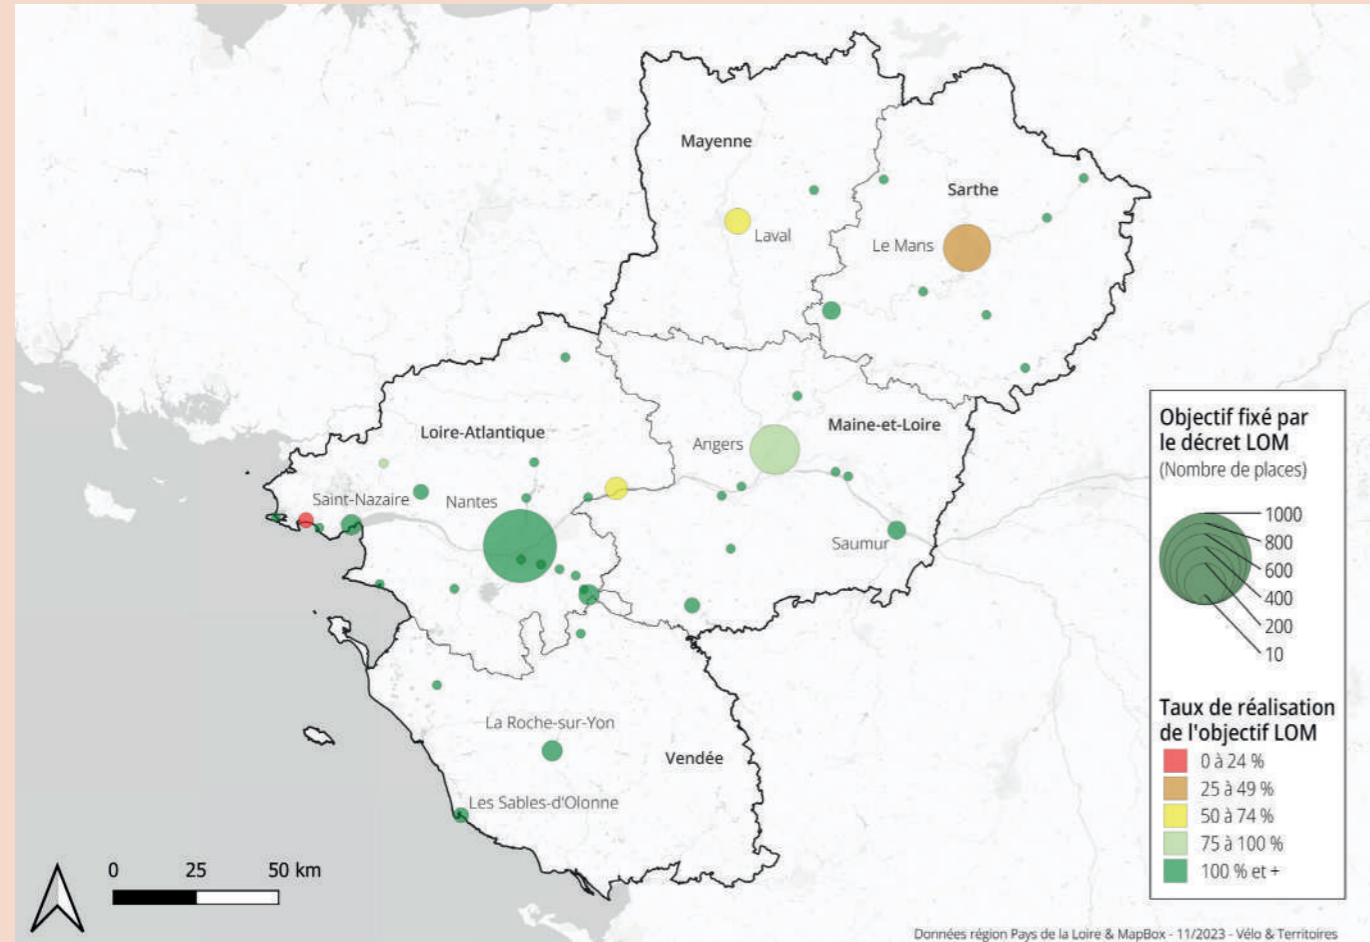 Mayenne
Sarthe
Laval
Le Mans
Loire-Atlantique
Angers
Maine-et-Loire
Saint-Nazaire
Nantes
Saumur
La Roche-sur-Yon
Vendée
Les Sables-d'Olonne
Objectif fixé par
le décret LOM
(Nombre de places)
1000
800
600
400
200
10
Taux de réalisation
de l'objectif LOM
0 à 24 %
25 à 49 %
50 à 74 %
75 à 100 %
100 % et +
0 25 50 km
Données région Pays de la Loire & MapBox - 11/2023 - Vélo & Territoires